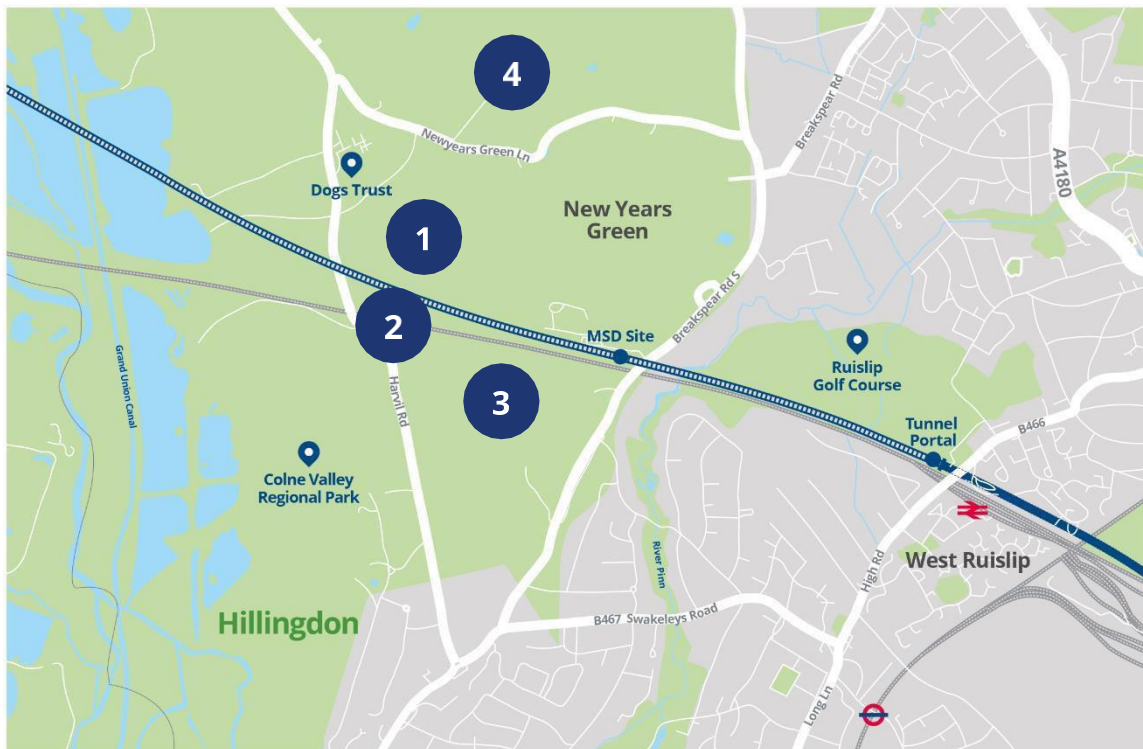 4
Breakspear Rd
A4180
Newyears Green Ln
Dogs Trust
New Years
Green
1
Breakspear Rd S
2
MSD Site
Ruislip
Golf Course
Grand Union Canal
Harvil Rd
3
Tunnel
Portal
B466
Colne Valley
Regional Park
River Pinn
High Rd
West Ruislip
Hillingdon
B467 Swakeleys Road
Long Ln